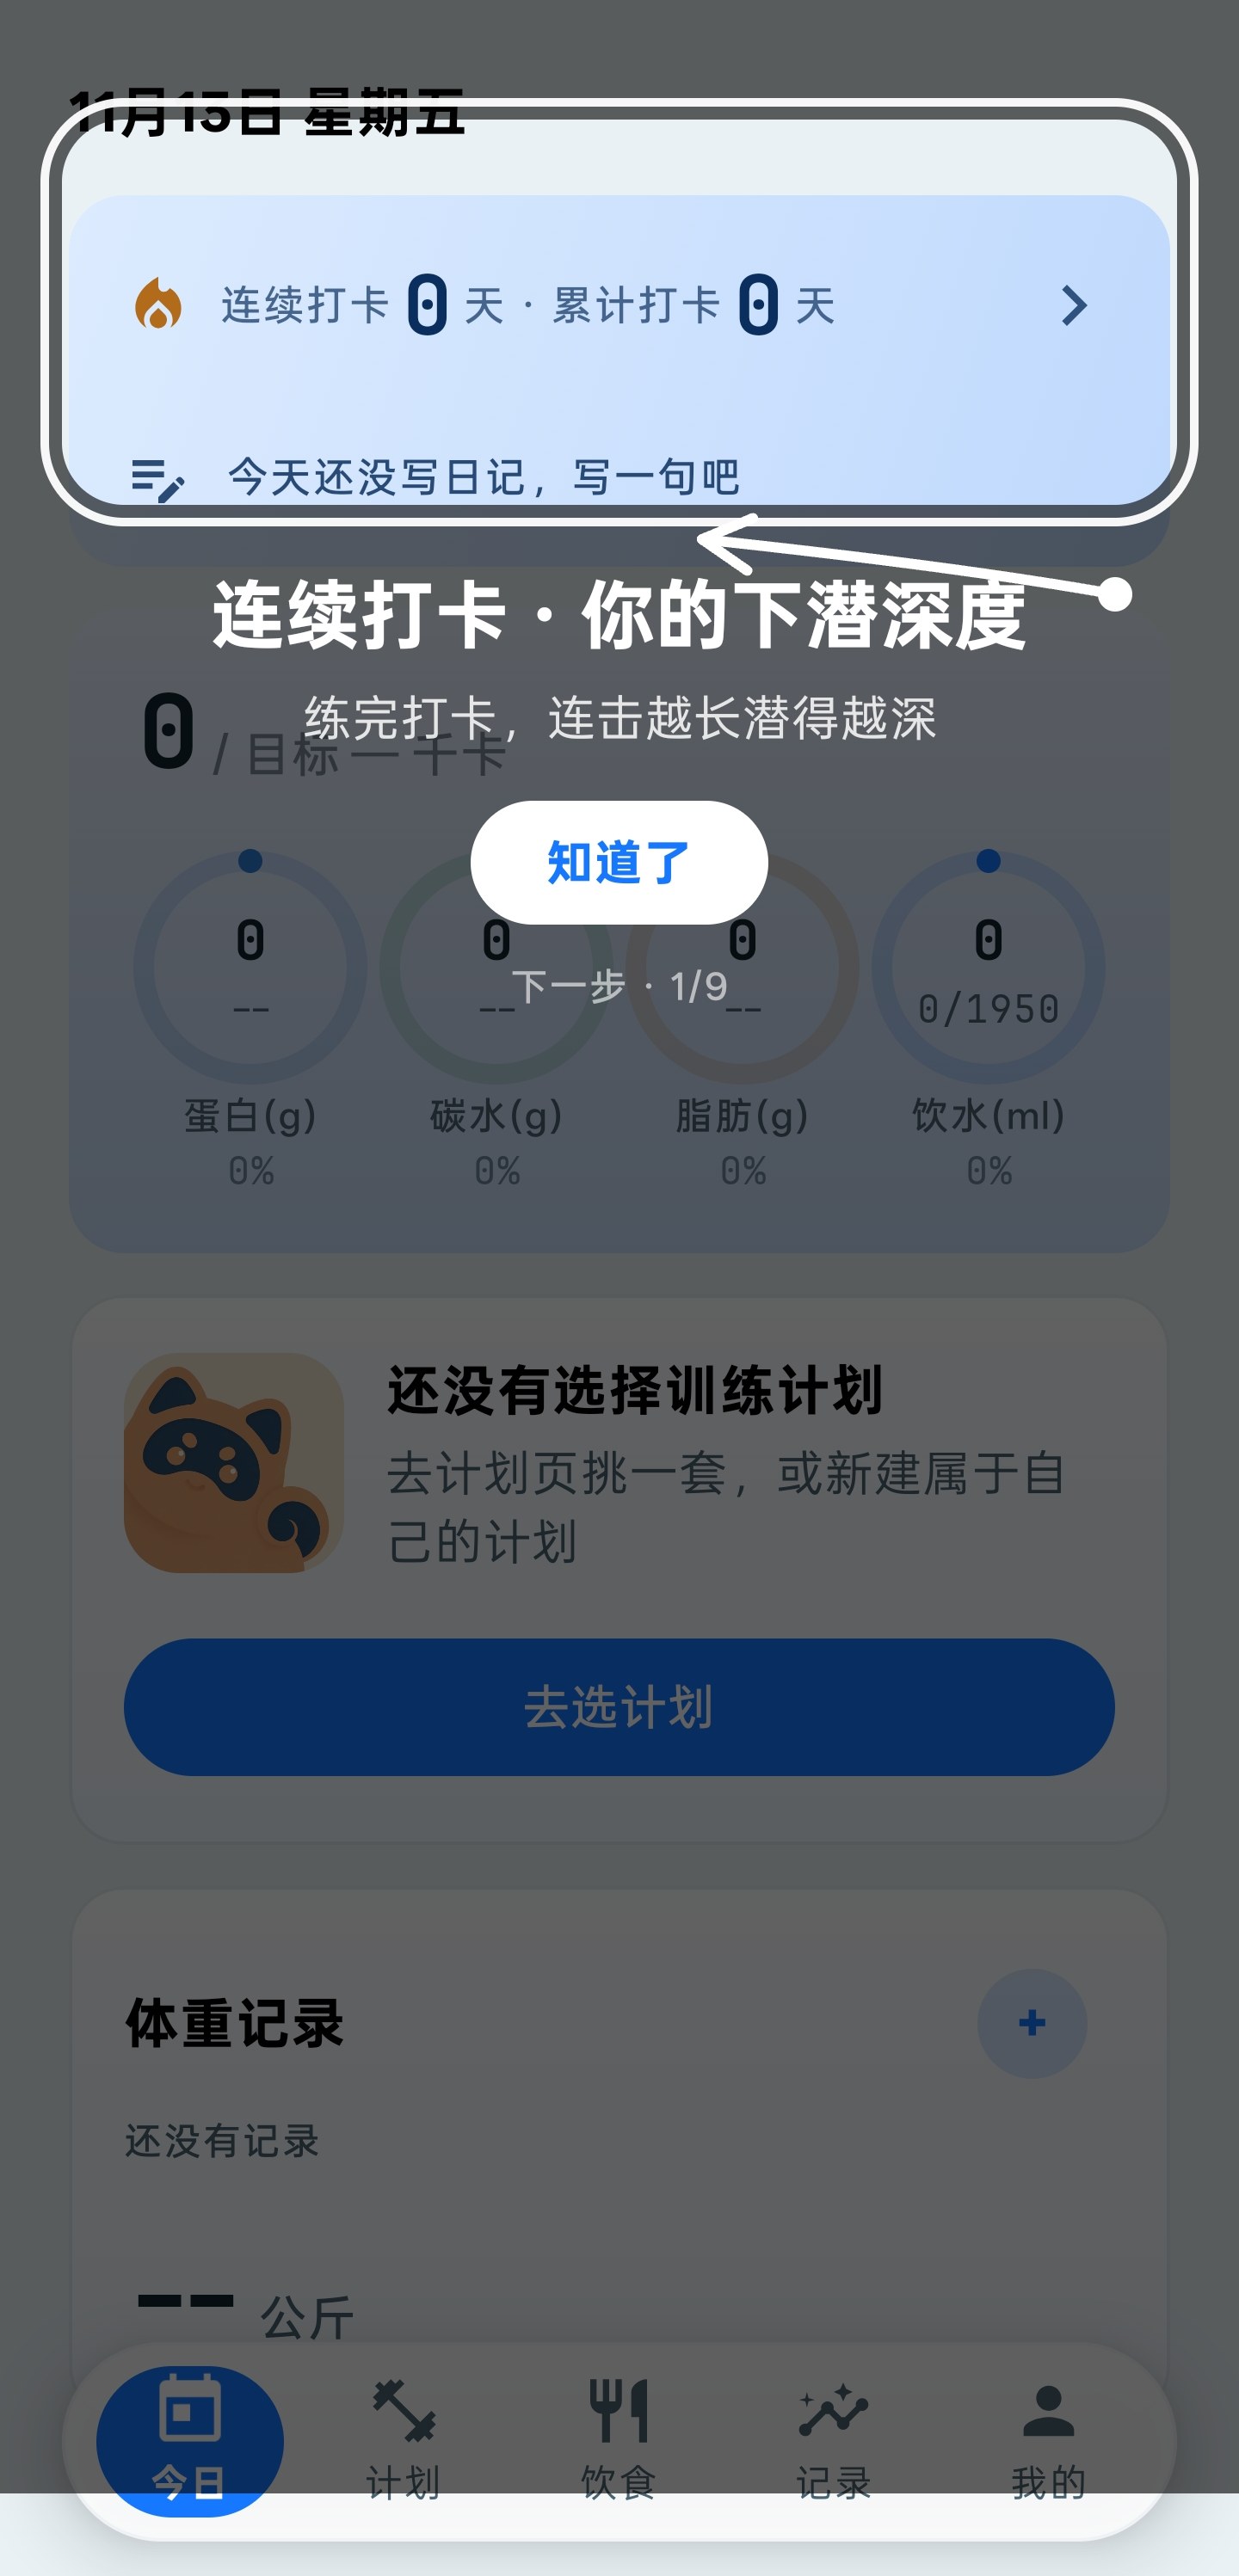 11月15日 星期五
连续打卡 0 天 · 累计打卡 0 天
今天还没写日记，写一句吧
连续打卡 · 你的下潜深度
练完打卡，连击越长潜得越深
0 / 目标 — 千卡
知道了
0 0 0 0
-- -- -- 0/1950
下一步 · 1/9
蛋白(g) 碳水(g) 脂肪(g) 饮水(ml)
0% 0% 0% 0%
还没有选择训练计划
去计划页挑一套，或新建属于自
己的计划
去选计划
体重记录
+
还没有记录
-- 公斤
今日 计划 饮食 记录 我的